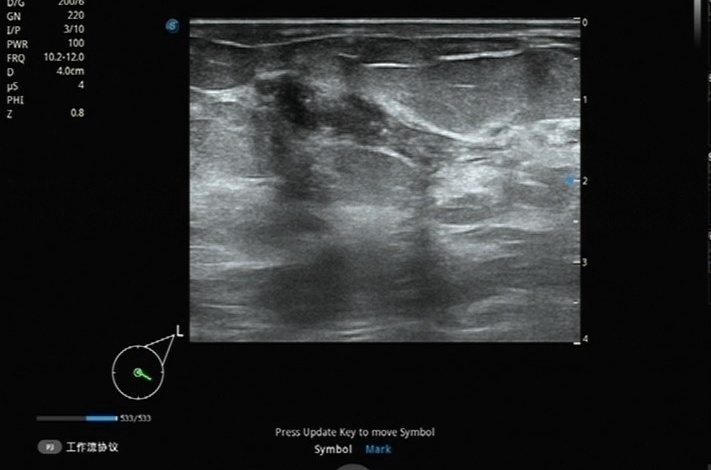 D/G 200/6
GN 220
I/P 3/10
PWR 100
FRQ 10.2-12.0
D 4.0cm
µS 4
PHI
Z 0.8
S
0
1
2
3
4
L
533/533
P3 工作流协议
Press Update Key to move Symbol
Symbol Mark